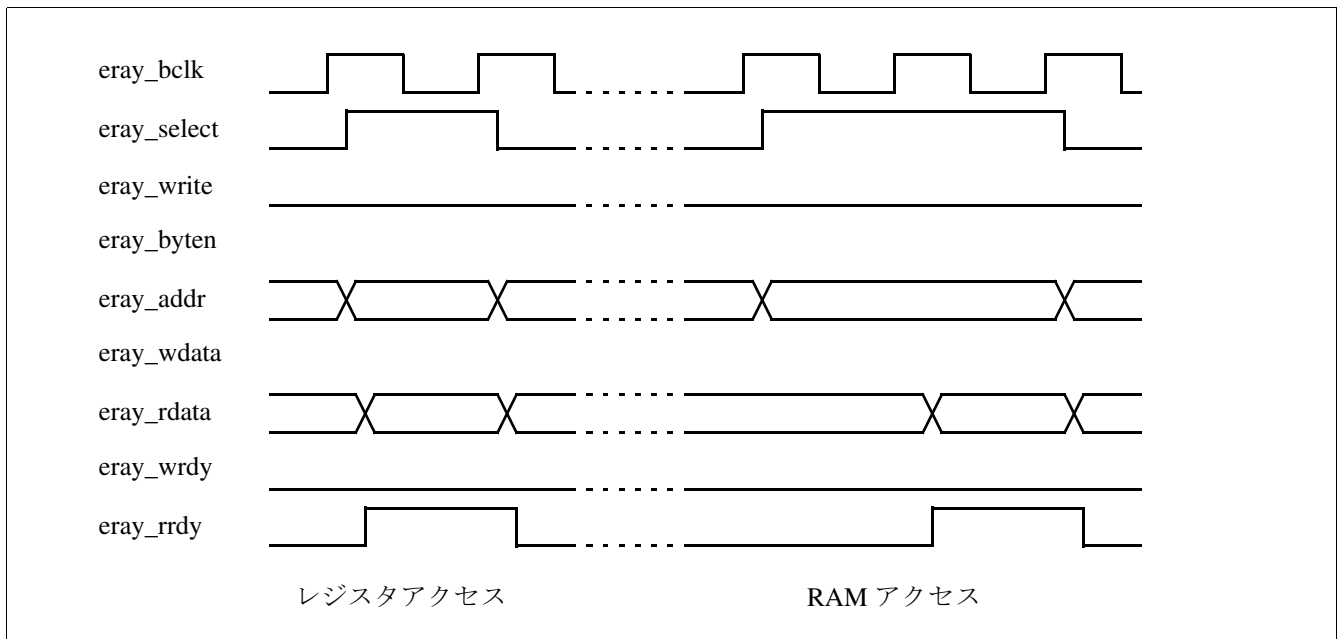 eray_bclk
eray_select
eray_write
eray_byten
eray_addr
eray_wdata
eray_rdata
eray_wrdy
eray_rrdy
レジスタアクセス RAM アクセス